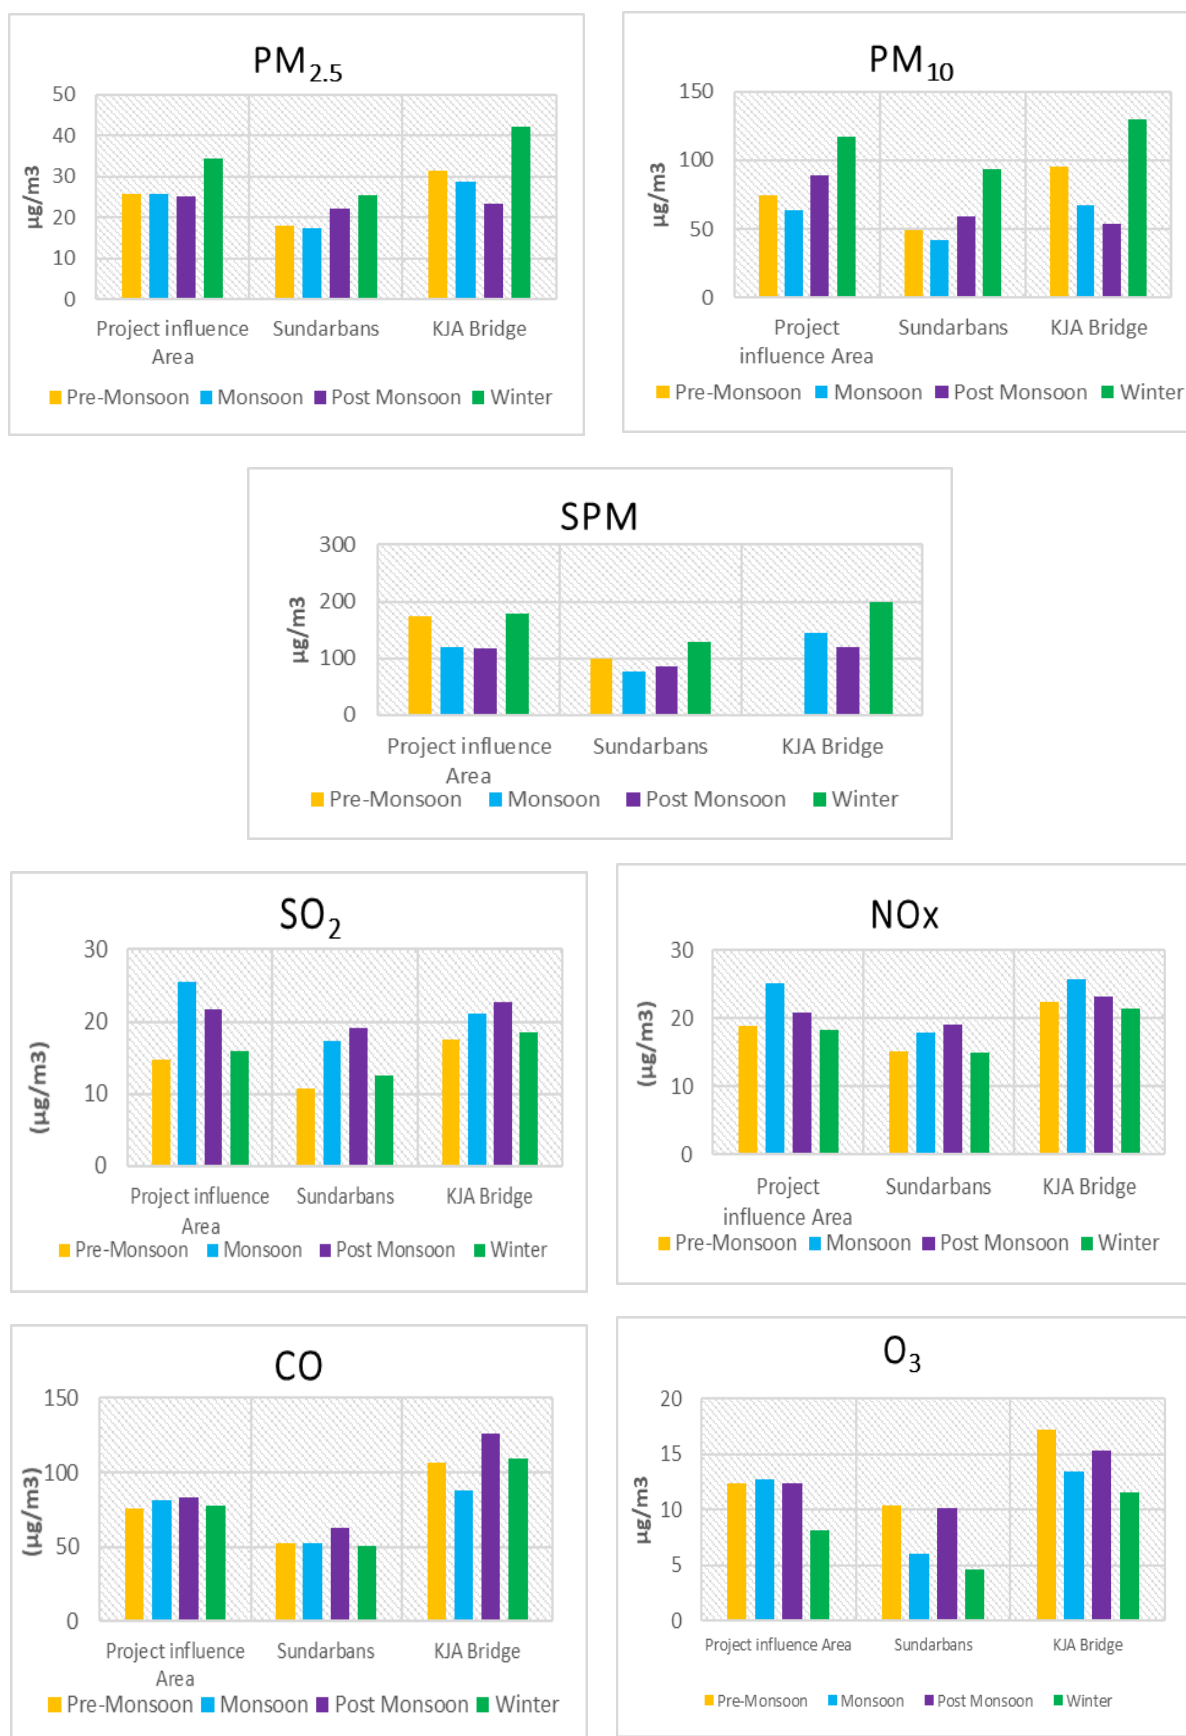 PM2.5
50
40
30
20
10
0
µg/m3
Project influence
Area
Sundarbans
KJA Bridge
Pre-Monsoon
Monsoon
Post Monsoon
Winter
PM10
150
100
50
0
µg/m3
Project
influence Area
Sundarbans
KJA Bridge
Pre-Monsoon
Monsoon
Post Monsoon
Winter
SPM
300
200
100
0
µg/m3
Project influence
Area
Sundarbans
KJA Bridge
Pre-Monsoon
Monsoon
Post Monsoon
Winter
SO2
30
20
10
0
(µg/m3)
Project influence
Area
Sundarbans
KJA Bridge
Pre-Monsoon
Monsoon
Post Monsoon
Winter
NOx
30
20
10
0
(µg/m3)
Project
influence Area
Sundarbans
KJA Bridge
Pre-Monsoon
Monsoon
Post Monsoon
Winter
CO
150
100
50
0
(µg/m3)
Project influence
Area
Sundarbans
KJA Bridge
Pre-Monsoon
Monsoon
Post Monsoon
Winter
O3
20
15
10
5
0
µg/m3
Project influence Area
Sundarbans
KJA Bridge
Pre-Monsoon
Monsoon
Post Monsoon
Winter